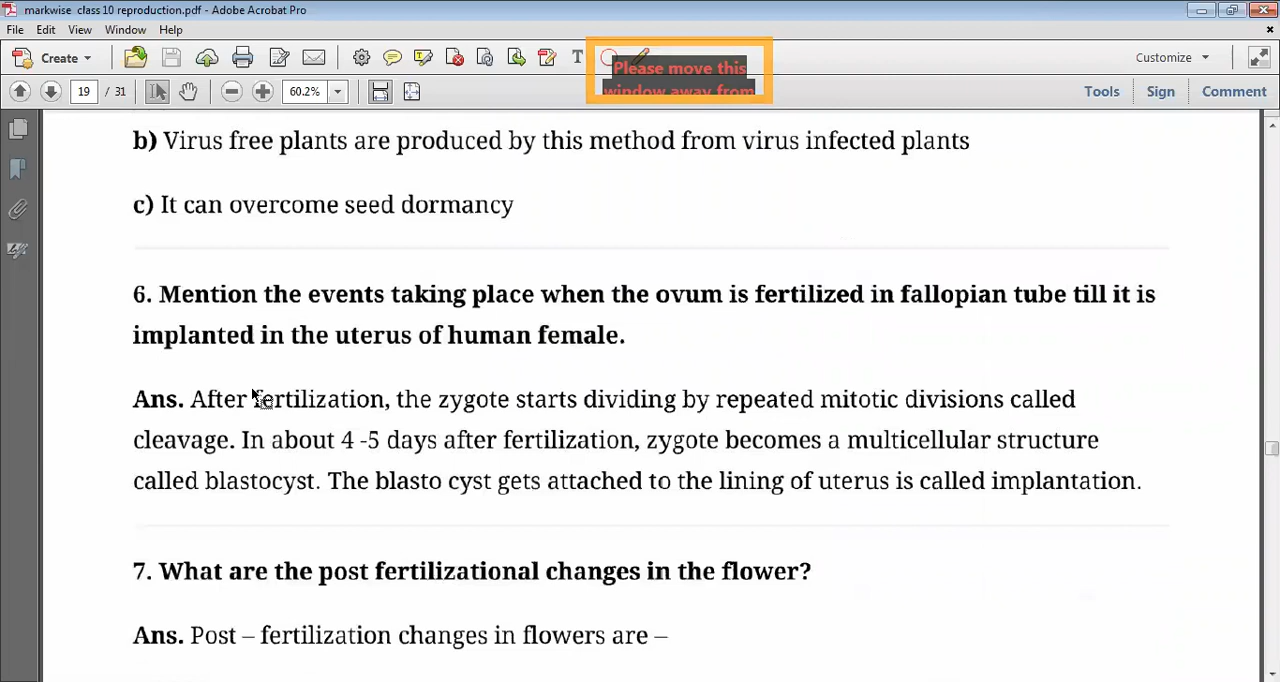 markwise class 10 reproduction.pdf - Adobe Acrobat Pro
File Edit View Window Help
Create
Customize
Please move this
window away from
19 / 31
60.2%
Tools Sign Comment
b) Virus free plants are produced by this method from virus infected plants
c) It can overcome seed dormancy
6. Mention the events taking place when the ovum is fertilized in fallopian tube till it is
implanted in the uterus of human female.
Ans. After fertilization, the zygote starts dividing by repeated mitotic divisions called
cleavage. In about 4 -5 days after fertilization, zygote becomes a multicellular structure
called blastocyst. The blasto cyst gets attached to the lining of uterus is called implantation.
7. What are the post fertilizational changes in the flower?
Ans. Post – fertilization changes in flowers are –